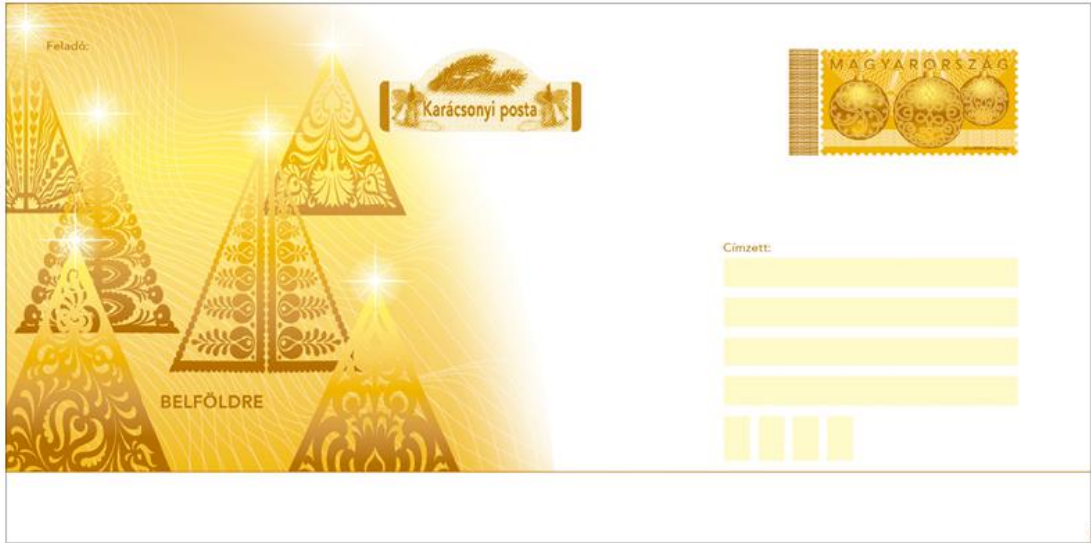 Feladó:
Karácsonyi posta
MAGYARORSZÁG
Címzett:
BELFÖLDRE